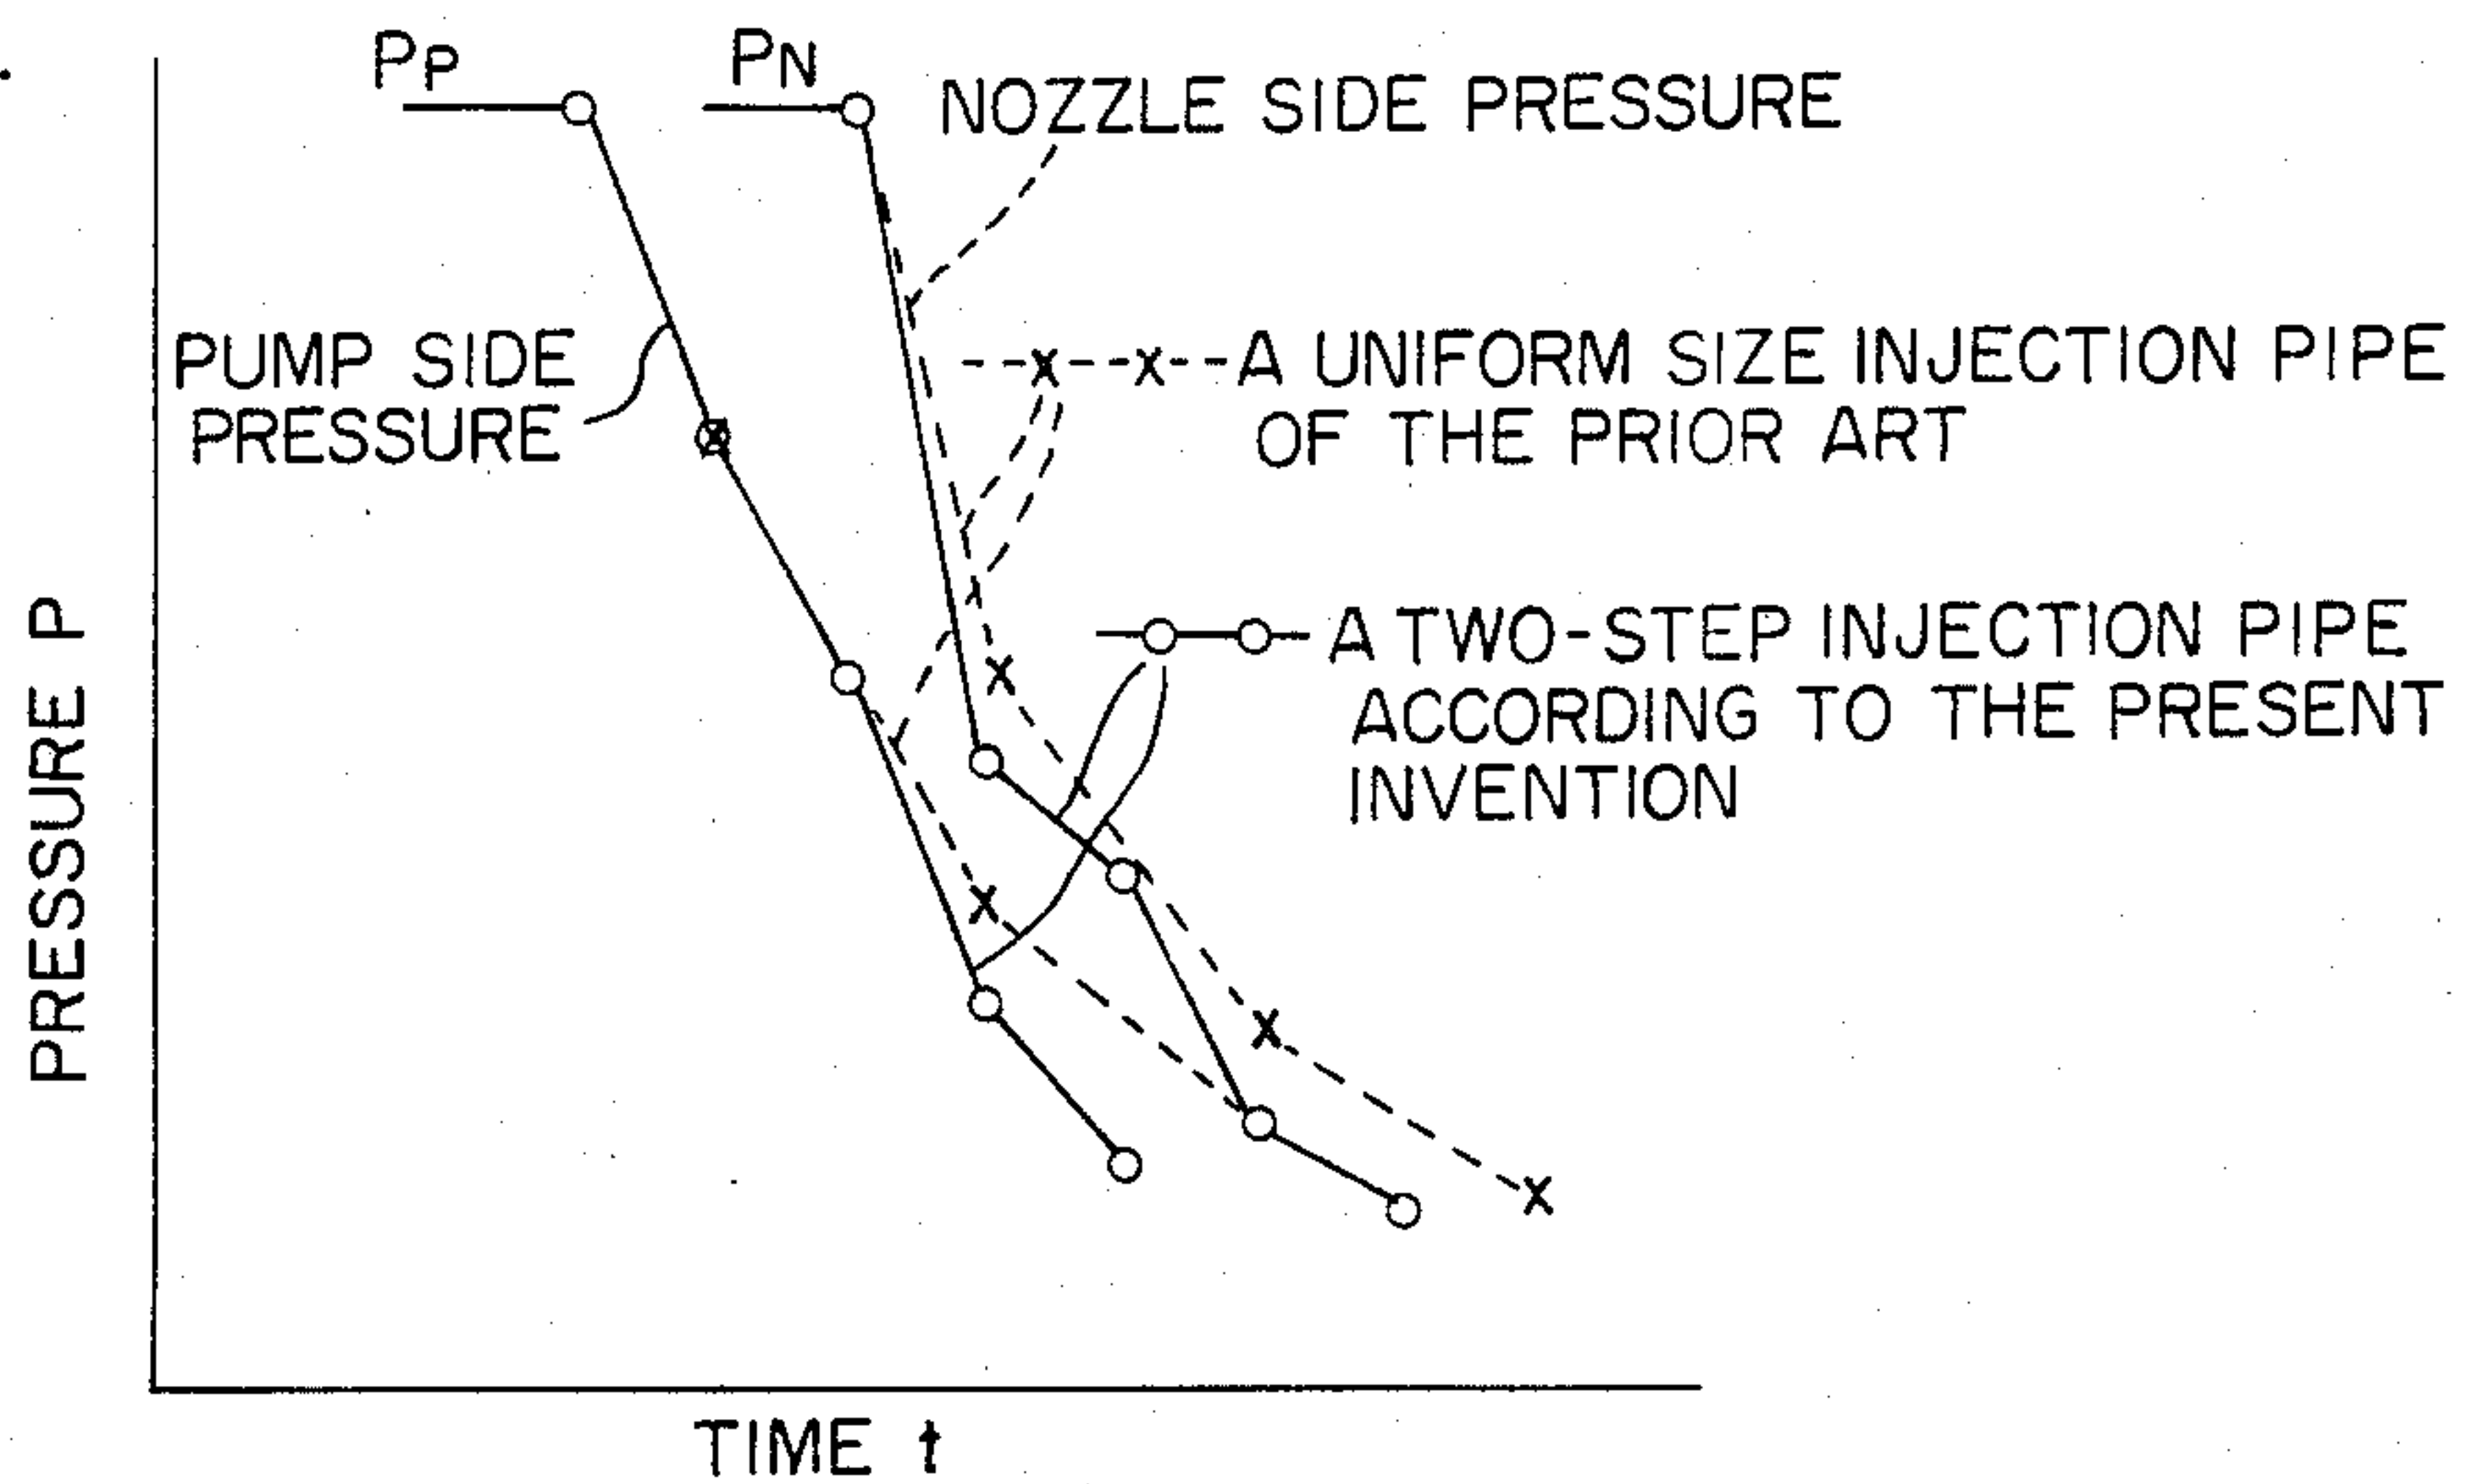 PP
PN
NOZZLE SIDE PRESSURE
PUMP SIDE
PRESSURE
A UNIFORM SIZE INJECTION PIPE
OF THE PRIOR ART
A TWO-STEP INJECTION PIPE
ACCORDING TO THE PRESENT
INVENTION
PRESSURE P
TIME t